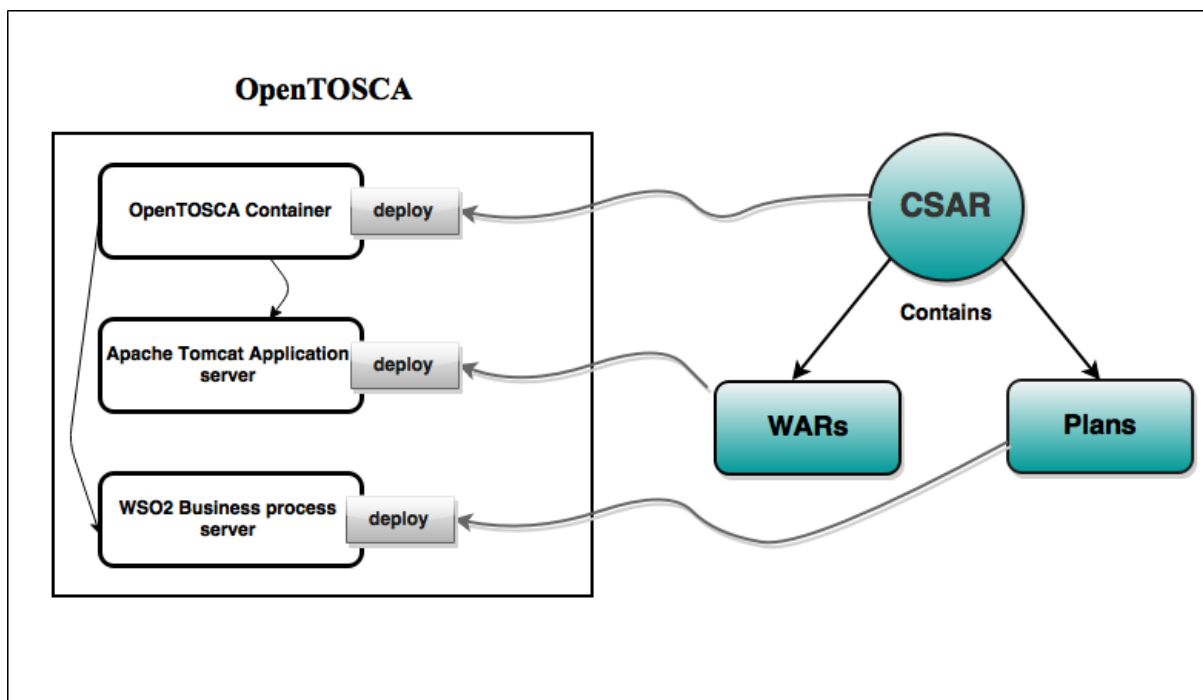 OpenTOSCA
OpenTOSCA Container
deploy
Apache Tomcat Application
server
deploy
WSO2 Business process
server
deploy
CSAR
Contains
WARs
Plans